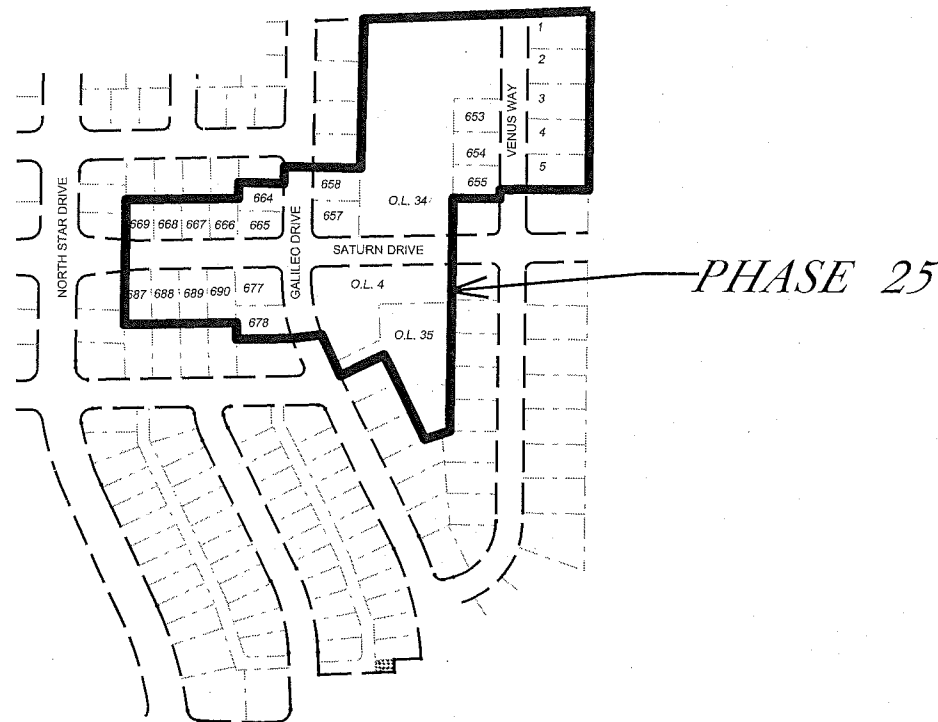 1
2
3
4
5
VENUS WAY
653
654
655
658
657
O.L. 34
664
665
669 668 667 666
NORTH STAR DRIVE
GALILEO DRIVE
SATURN DRIVE
O.L. 4
PHASE 25
687 688 689 690 677
678
O.L. 35